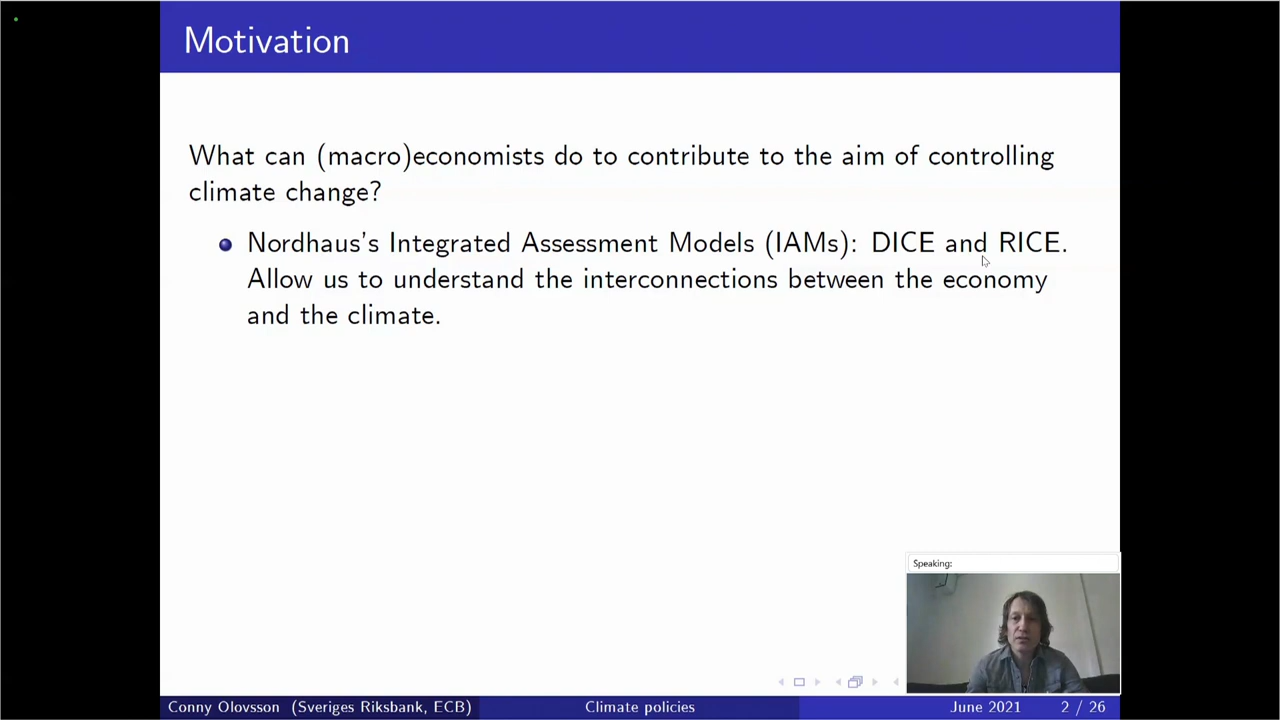 Motivation
What can (macro)economists do to contribute to the aim of controlling
climate change?
Nordhaus's Integrated Assessment Models (IAMs): DICE and RICE.
Allow us to understand the interconnections between the economy
and the climate.
Speaking:
Conny Olovsson (Sveriges Riksbank, ECB) Climate policies June 2021 2 / 26